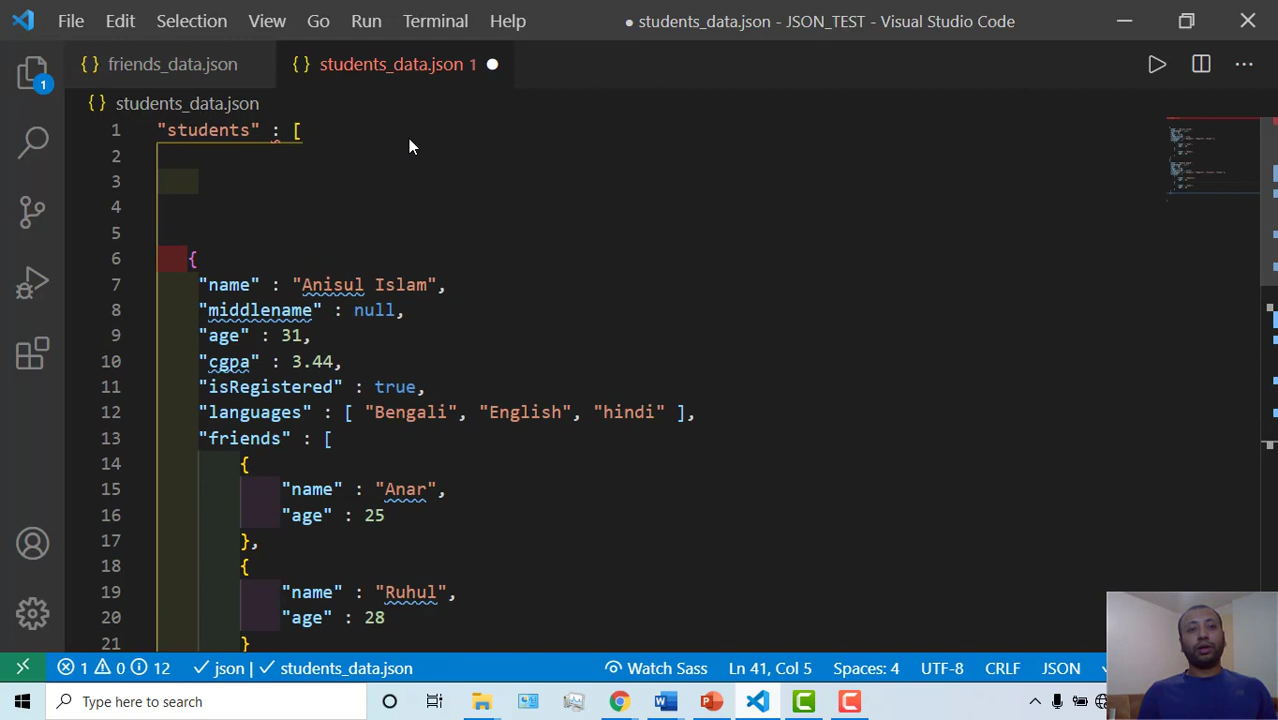 File Edit Selection View Go Run Terminal Help ● students_data.json - JSON_TEST - Visual Studio Code
{} friends_data.json {} students_data.json 1 ●
{} students_data.json
1 "students" : [
2
3
4
5
6 {
7 "name" : "Anisul Islam",
8 "middlename" : null,
9 "age" : 31,
10 "cgpa" : 3.44,
11 "isRegistered" : true,
12 "languages" : [ "Bengali", "English", "hindi" ],
13 "friends" : [
14 {
15 "name" : "Anar",
16 "age" : 25
17 },
18 {
19 "name" : "Ruhul",
20 "age" : 28
21 }
1
1 0 12 json | students_data.json Watch Sass Ln 41, Col 5 Spaces: 4 UTF-8 CRLF JSON
Type here to search